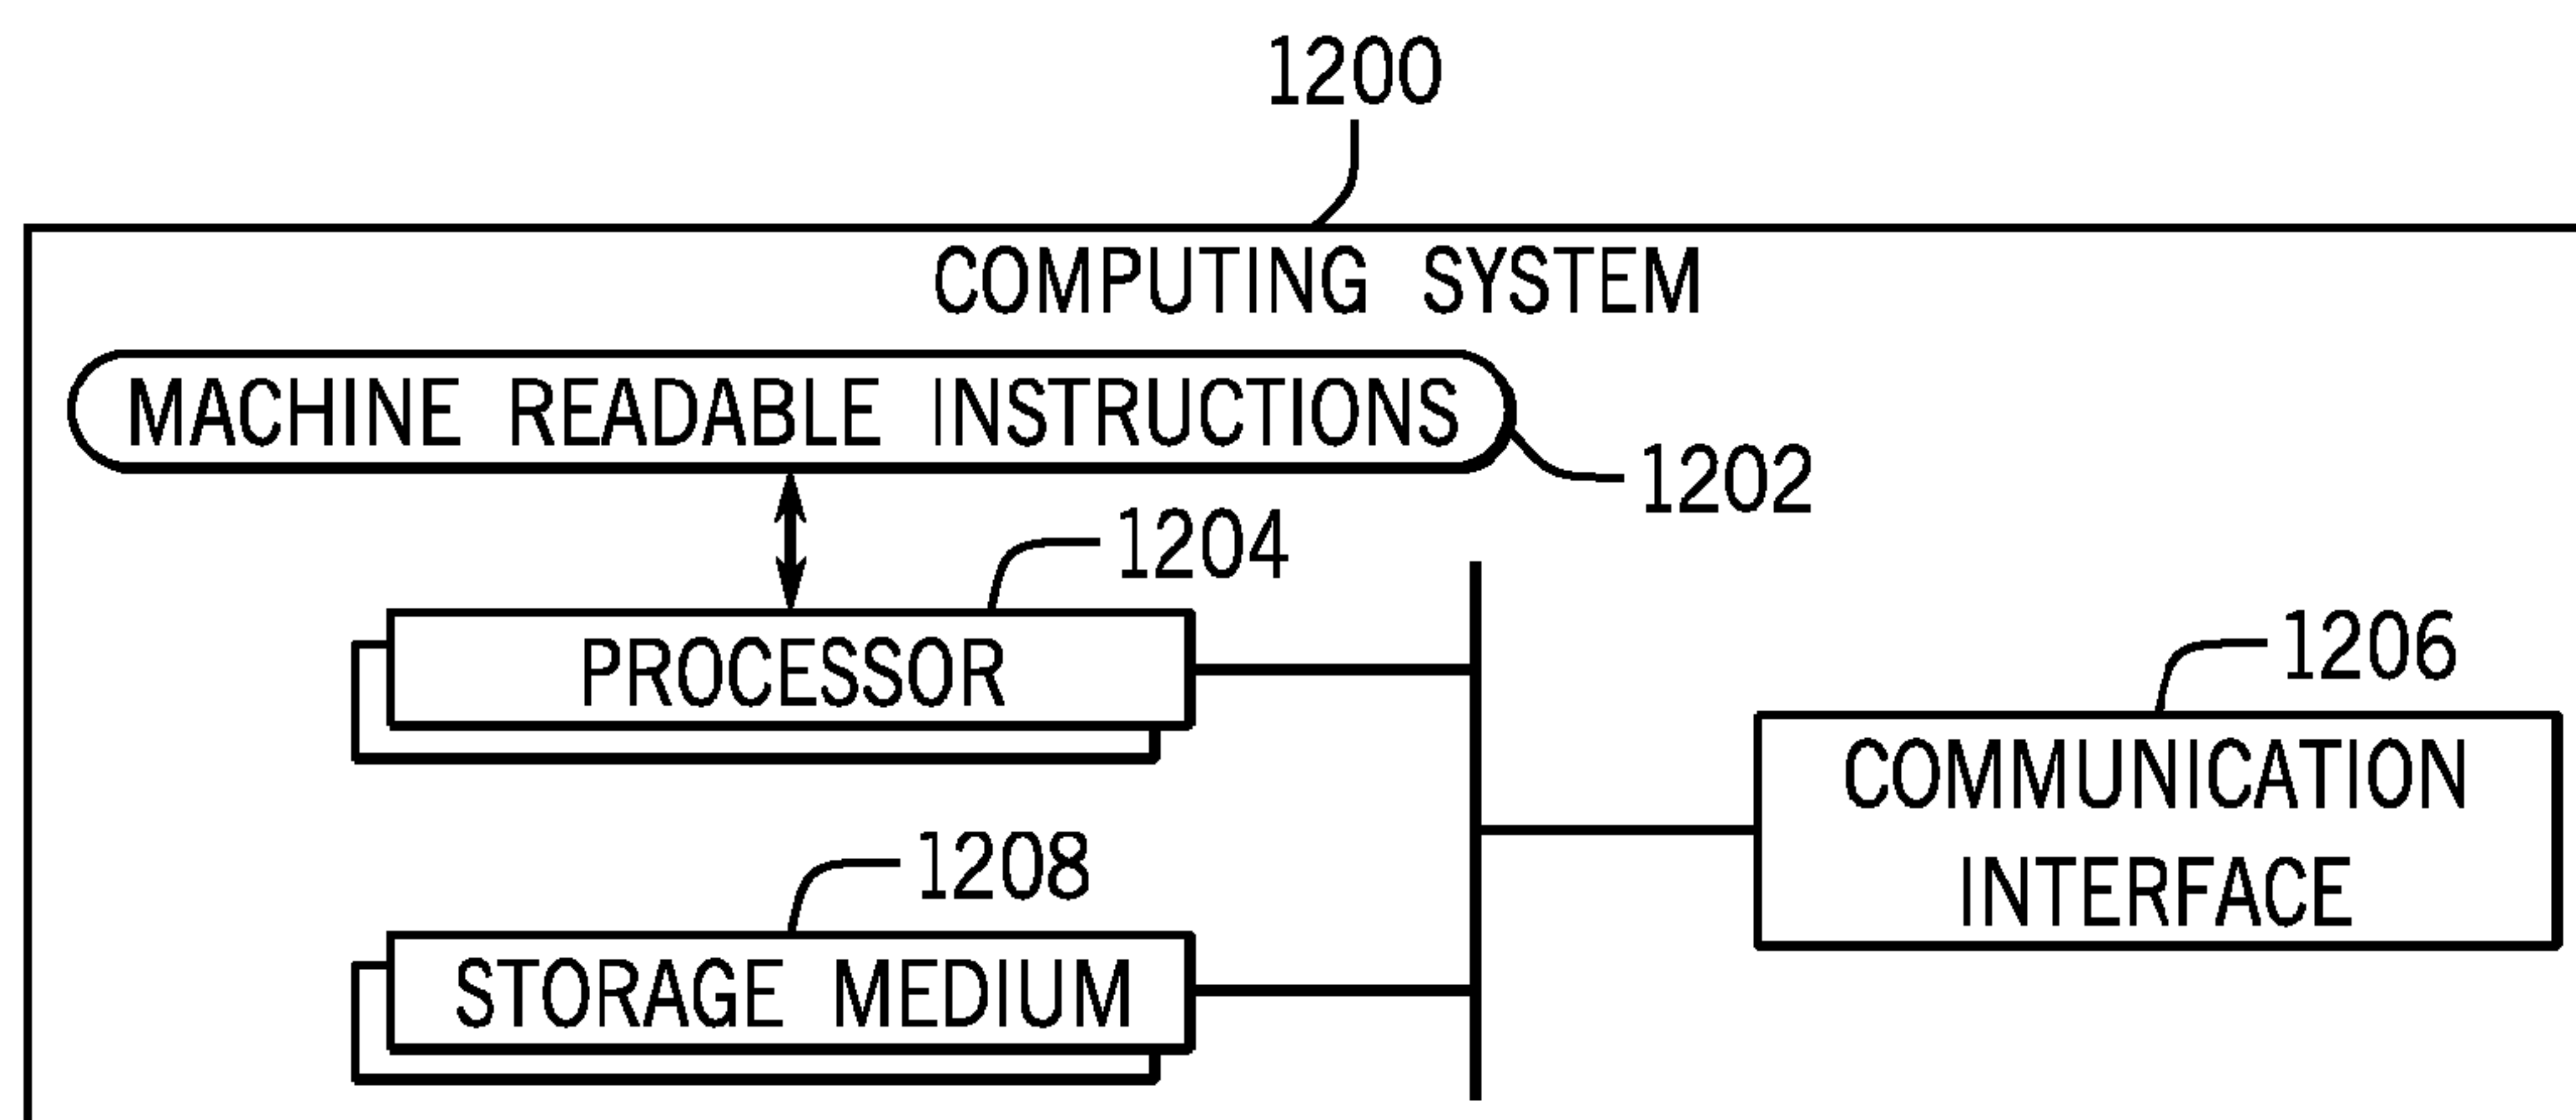 1200
COMPUTING SYSTEM
MACHINE READABLE INSTRUCTIONS
1202
1204
PROCESSOR
1206
COMMUNICATION
INTERFACE
1208
STORAGE MEDIUM